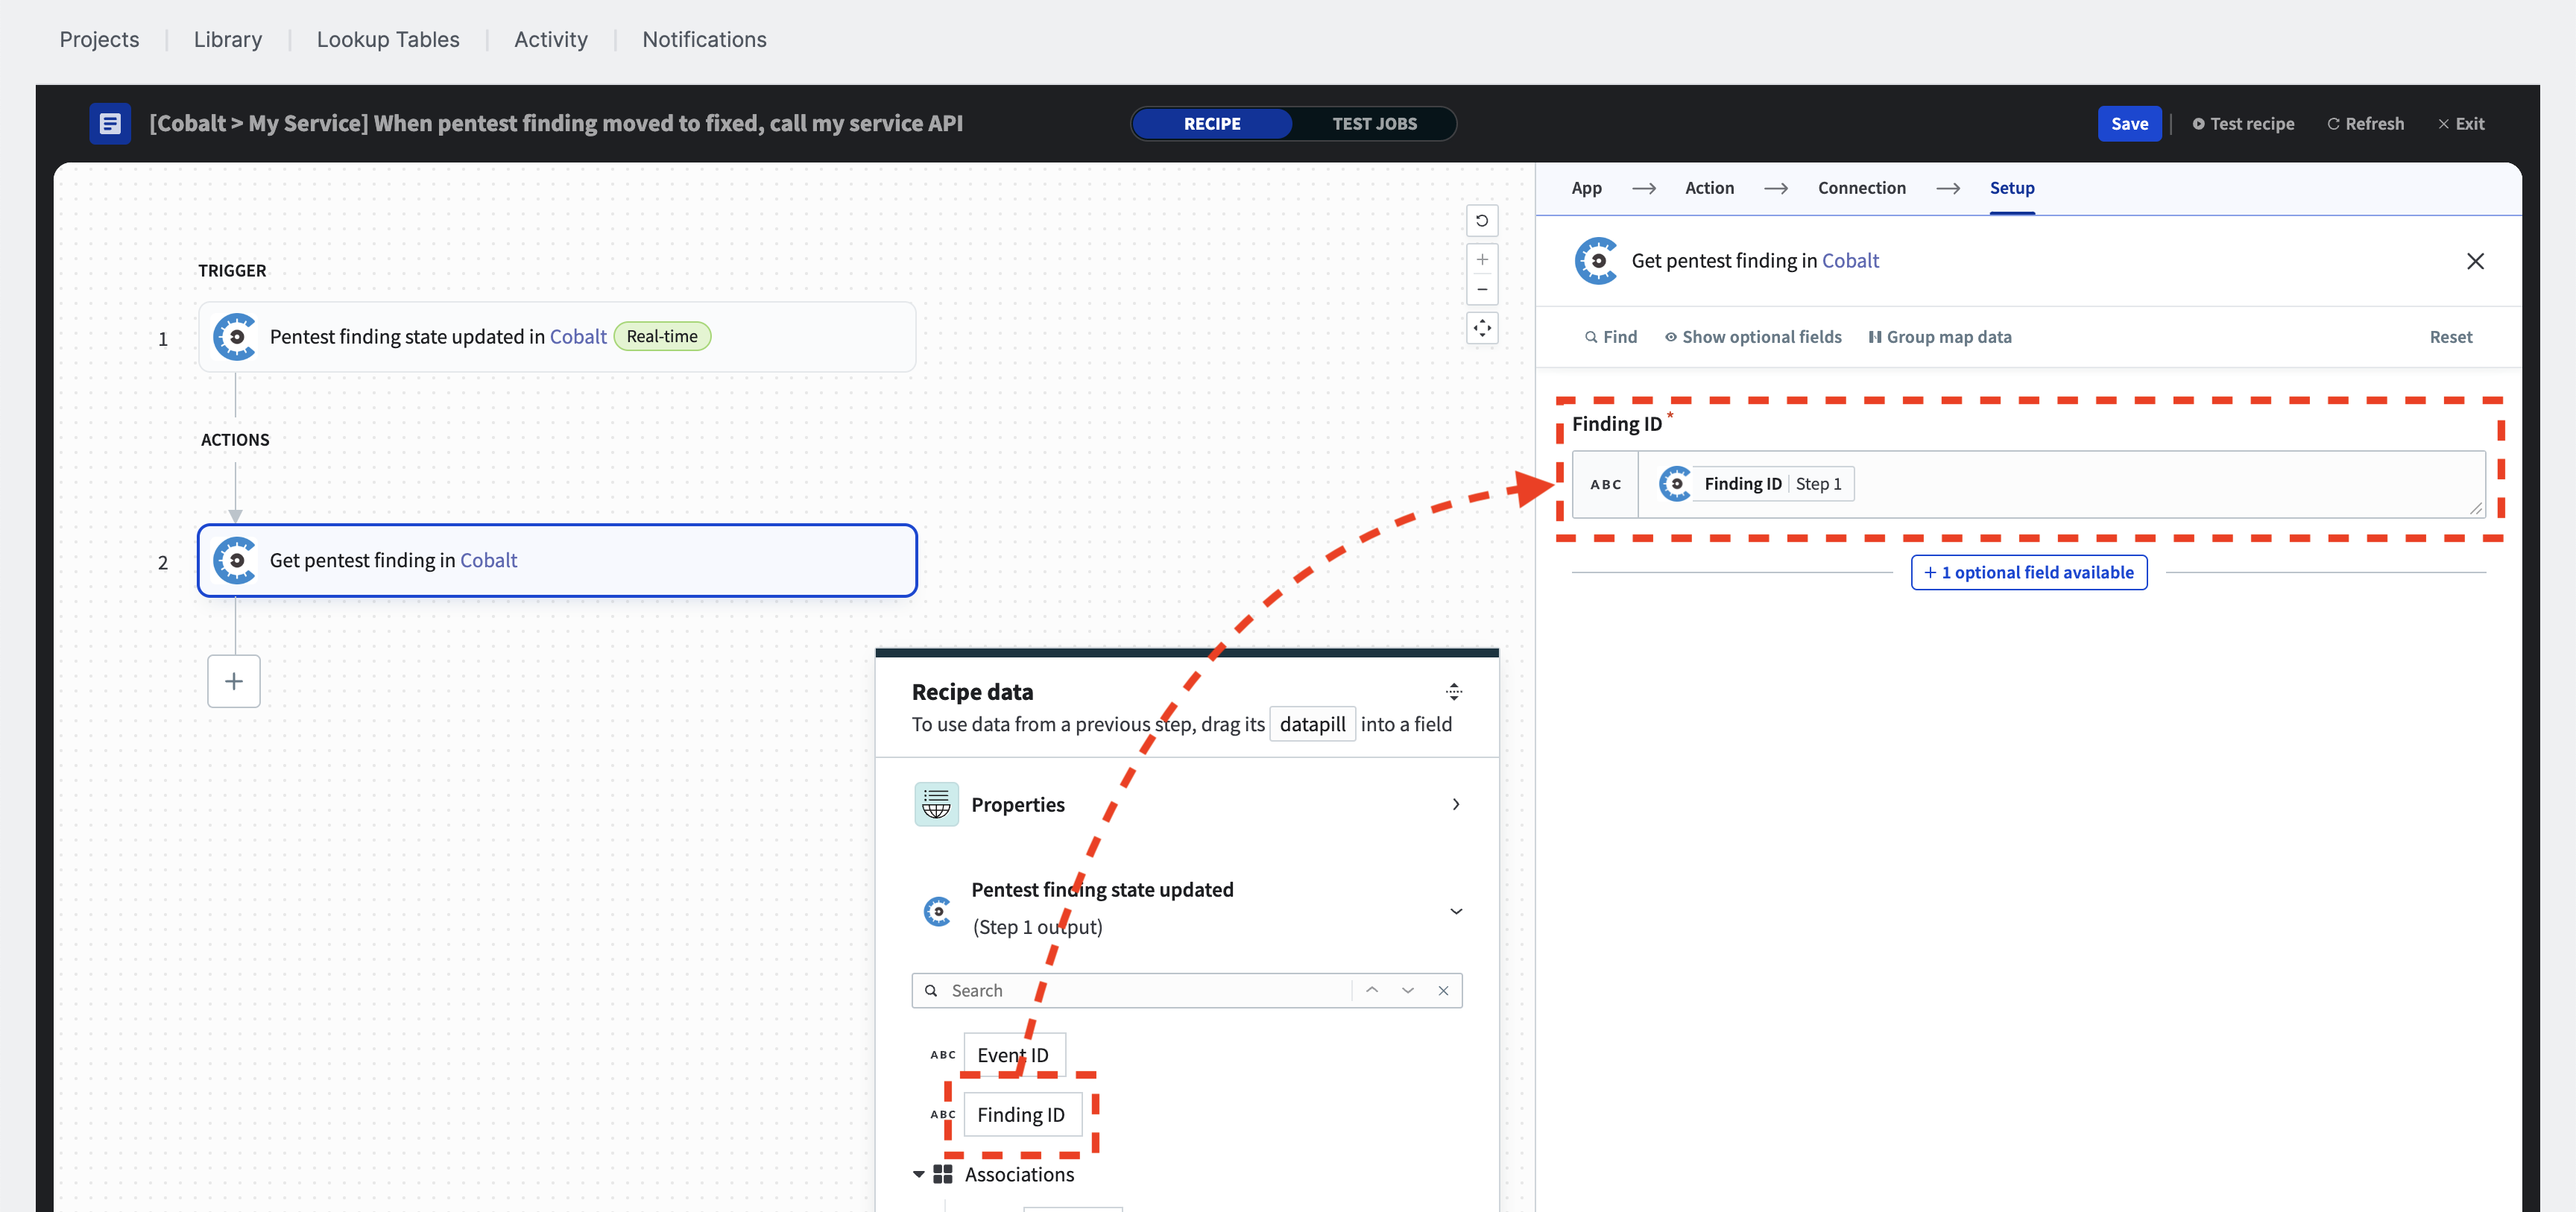 Projects | Library | Lookup Tables | Activity | Notifications
[Cobalt > My Service] When pentest finding moved to fixed, call my service API
RECIPE TEST JOBS
Save | Test recipe Refresh Exit
App → Action → Connection → Setup
Get pentest finding in Cobalt
Find Show optional fields Group map data Reset
Finding ID *
ABC Finding ID | Step 1
+ 1 optional field available
TRIGGER
1 Pentest finding state updated in Cobalt Real-time
ACTIONS
2 Get pentest finding in Cobalt
Recipe data
To use data from a previous step, drag its datapill into a field
Properties
Pentest finding state updated
(Step 1 output)
Search
ABC Event ID
ABC Finding ID
Associations